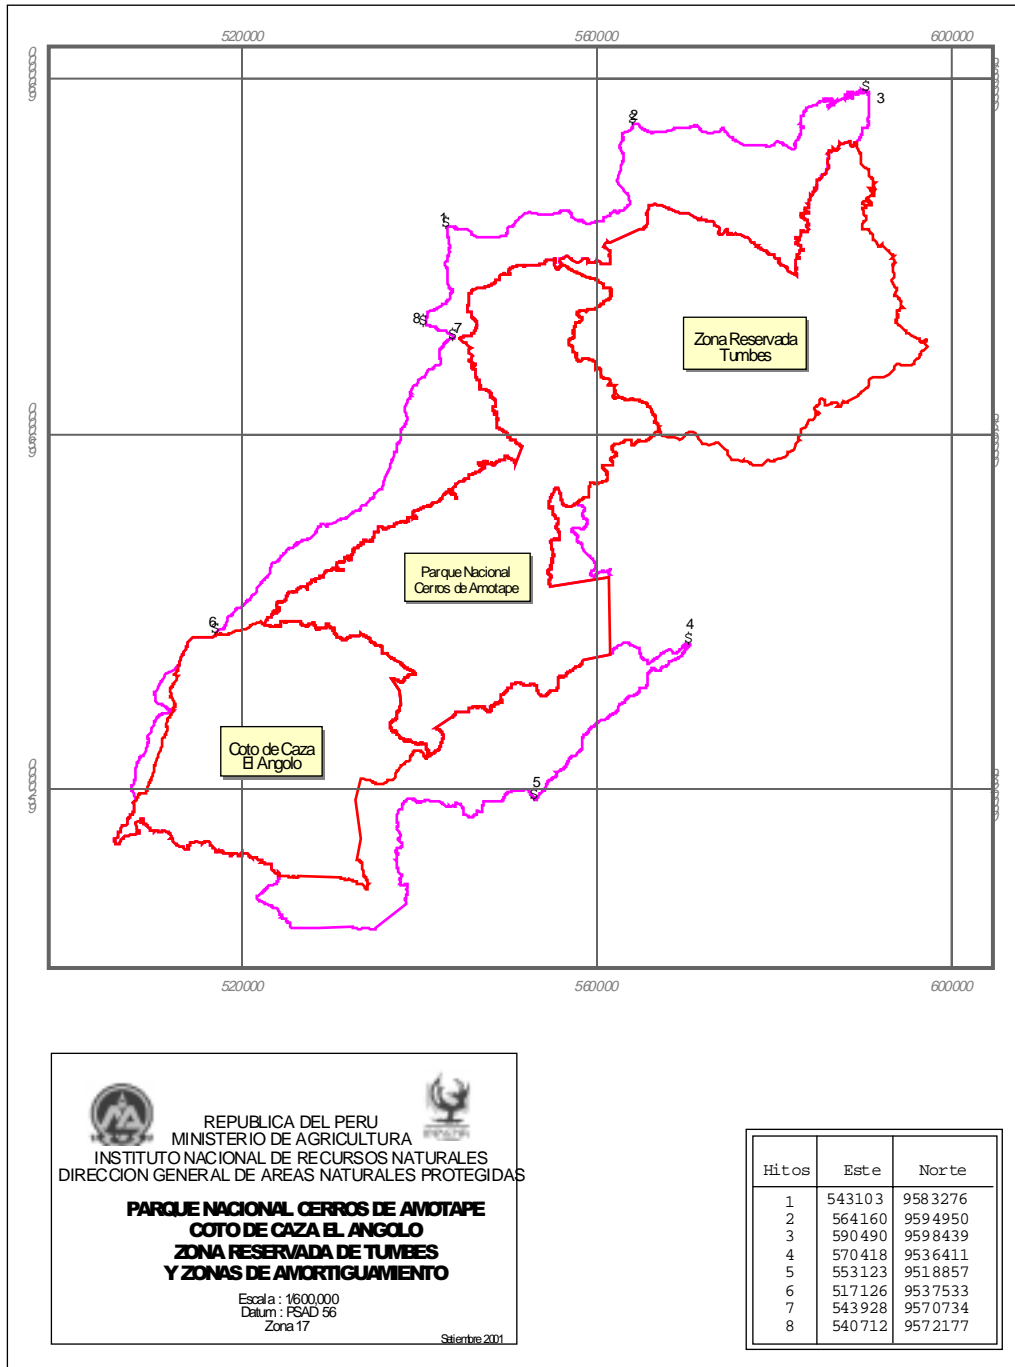 520000 560000 600000
2
$
$
3
1
$
8
$
7
$
Zona Reservada
Tumbes
Parque Nacional
Cerros de Amotape
6
$
4
$
Coto de Caza
El Angolo
5
$
520000 560000 600000
REPUBLICA DEL PERU
MINISTERIO DE AGRICULTURA
INSTITUTO NACIONAL DE RECURSOS NATURALES
DIRECCION GENERAL DE AREAS NATURALES PROTEGIDAS
PARQUE NACIONAL CERROS DE AMOTAPE
COTO DE CAZA EL ANGOLO
ZONA RESERVADA DE TUMBES
Y ZONAS DE AMORTIGUAMIENTO
Escala : 1/600,000
Datum : PSAD 56
Zona 17
Setiembre 2001
Hitos Este Norte
1 543103 9583276
2 564160 9594950
3 590490 9598439
4 570418 9536411
5 553123 9518857
6 517126 9537533
7 543928 9570734
8 540712 9572177